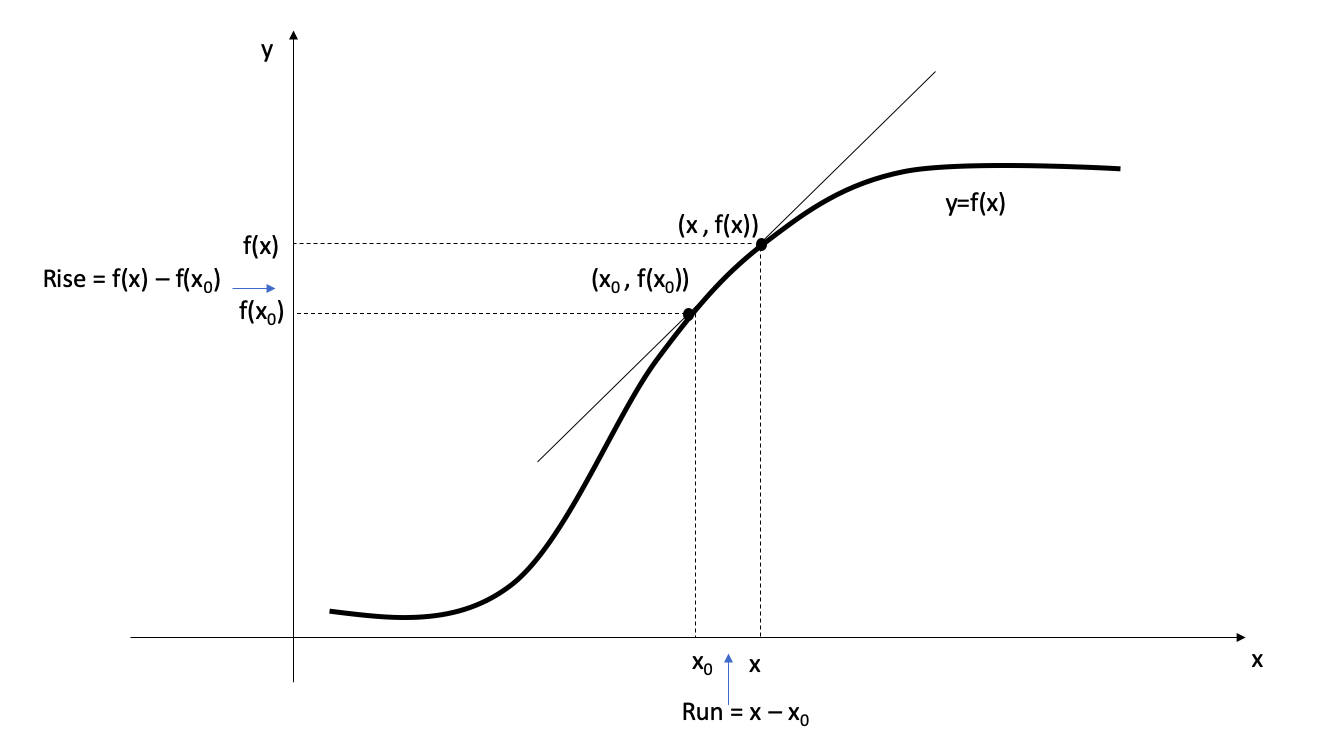 y
y=f(x)
(x , f(x))
f(x)
(x₀ , f(x₀))
Rise = f(x) – f(x₀)
f(x₀)
x₀
x
x
Run = x – x₀